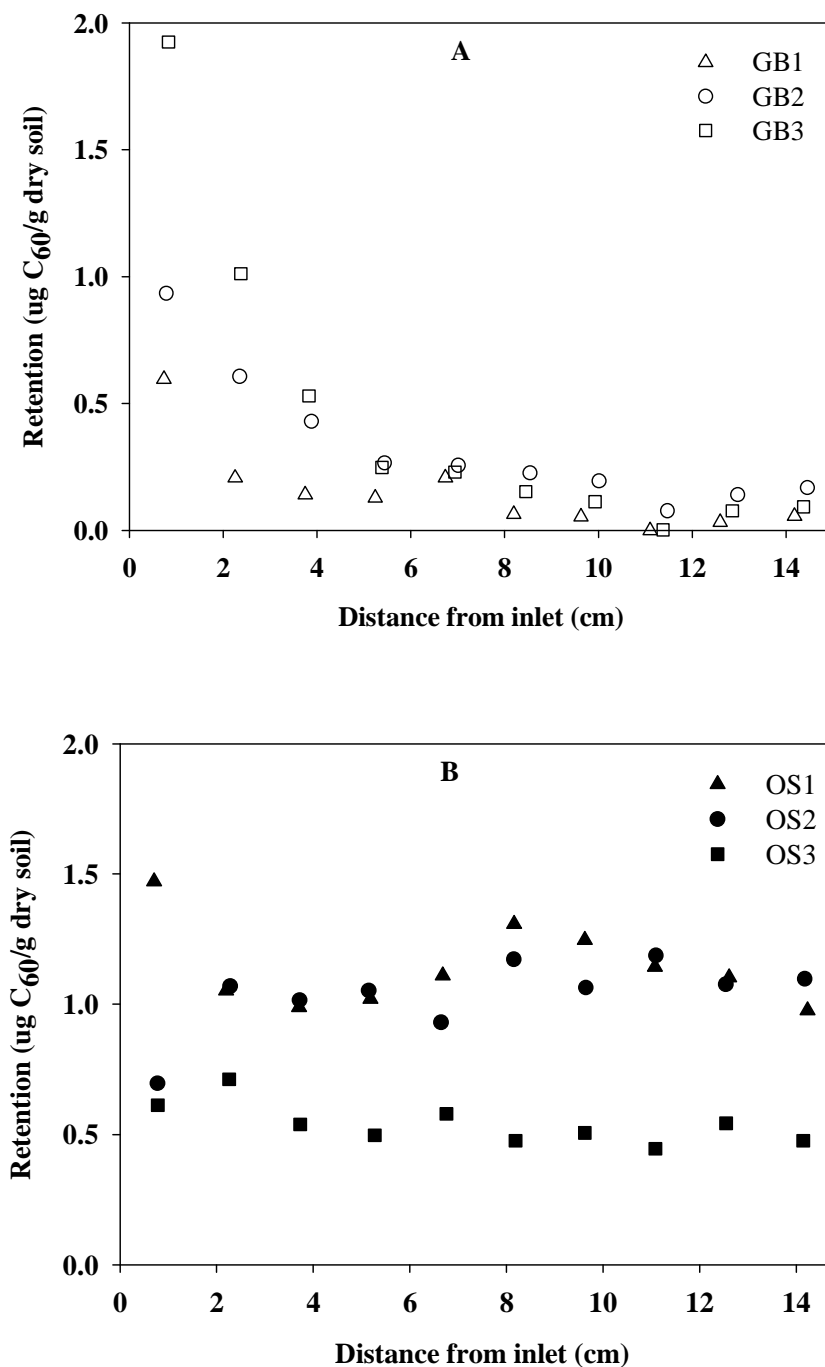 A
GB1
GB2
GB3
2.0
1.5
1.0
0.5
0.0
Retention (ug C60/g dry soil)
0 2 4 6 8 10 12 14
Distance from inlet (cm)
B
OS1
OS2
OS3
2.0
1.5
1.0
0.5
0.0
Retention (ug C60/g dry soil)
0 2 4 6 8 10 12 14
Distance from inlet (cm)